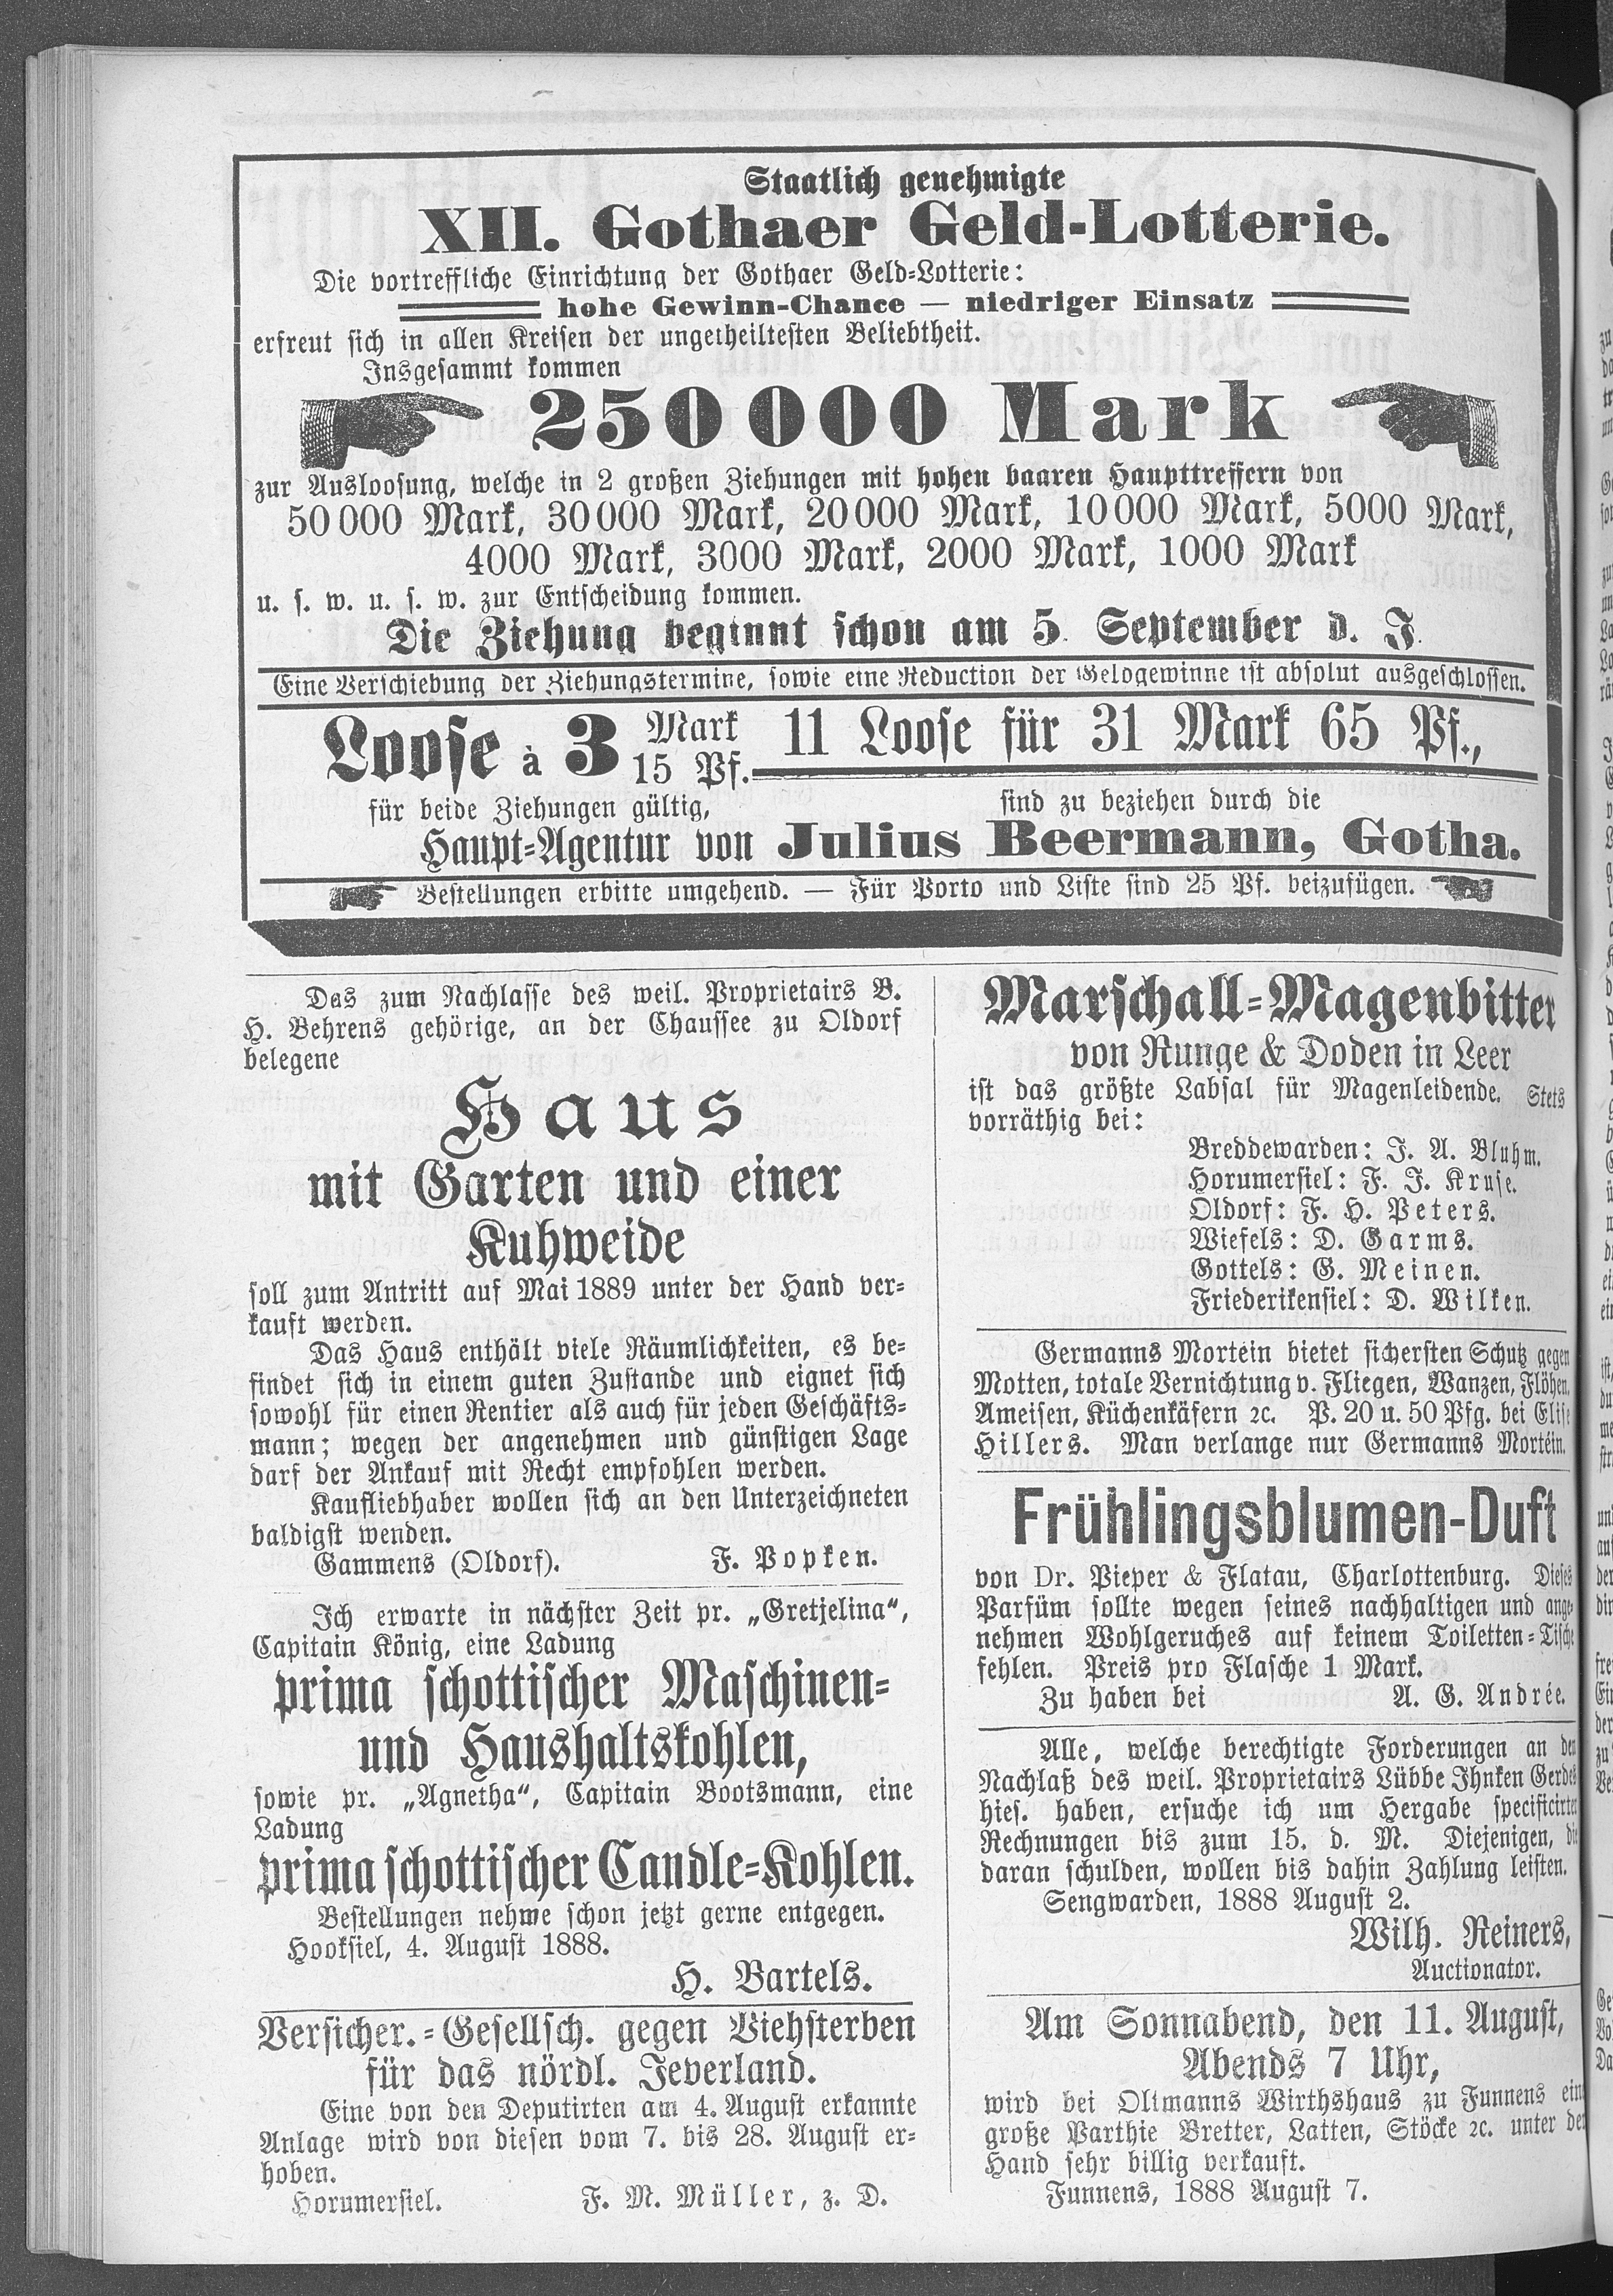 Staatlich genehmigte
XII. Gothaer Geld-Lotterie.
Die vortreffliche Einrichtung der Gothaer Geld-Lotterie:
hohe Gewinn-Chance — niedriger Einsatz
erfreut sich in allen Kreisen der ungetheiltesten Beliebtheit.
Insgesammt kommen
250000 Mark
zur Ausloosung, welche in 2 großen Ziehungen mit hohen baaren Haupttreffern von
50000 Mark, 30000 Mark, 20000 Mark, 10000 Mark, 5000 Mark,
4000 Mark, 3000 Mark, 2000 Mark, 1000 Mark
u. s. w. u. s. w. zur Entscheidung kommen.
Die Ziehung beginnt schon am 5. September d. J.
Eine Verschiebung der Ziehungstermine, sowie eine Reduction der Geldgewinne ist absolut ausgeschlossen.
Loose à 3 Mark 15 Pf. 11 Loose für 31 Mark 65 Pf.,
für beide Ziehungen gültig, sind zu beziehen durch die
Haupt-Agentur von Julius Beermann, Gotha.
Bestellungen erbitte umgehend. — Für Porto und Liste sind 25 Pf. beizufügen.
Das zum Nachlasse des weil. Proprietairs B.
H. Behrens gehörige, an der Chaussee zu Oldorf
belegene
Haus
mit Garten und einer
Kuhweide
soll zum Antritt auf Mai 1889 unter der Hand ver-
kauft werden.
Das Haus enthält viele Räumlichkeiten, es be-
findet sich in einem guten Zustande und eignet sich
sowohl für einen Rentier als auch für jeden Geschäfts-
mann; wegen der angenehmen und günstigen Lage
darf der Ankauf mit Recht empfohlen werden.
Kaufliebhaber wollen sich an den Unterzeichneten
baldigst wenden.
Gammens (Oldorf). F. Popken.
Ich erwarte in nächster Zeit pr. „Gretjelina“,
Capitain König, eine Ladung
prima schottischer Maschinen-
und Haushaltskohlen,
sowie pr. „Agnetha“, Capitain Bootsmann, eine
Ladung
prima schottischer Candle-Kohlen.
Bestellungen nehme schon jetzt gerne entgegen.
Hooksiel, 4. August 1888.
H. Bartels.
Versicher.-Gesellsch. gegen Viehsterben
für das nördl. Jeverland.
Eine von den Deputirten am 4. August erkannte
Anlage wird von diesen vom 7. bis 28. August er-
hoben.
Horumersiel. F. M. Müller, z. D.
Marschall-Magenbitter
von Runge & Doden in Leer
ist das größte Labsal für Magenleidende. Stets
vorräthig bei:
Breddewarden: J. A. Bluhm.
Horumersiel: F. J. Kruse.
Oldorf: F. H. Peters.
Wiefels: D. Garms.
Gottels: G. Meinen.
Friederikensiel: D. Wilken.
Germanns Mortein bietet sichersten Schutz gegen
Motten, totale Vernichtung v. Fliegen, Wanzen, Flöhen,
Ameisen, Küchenkäfern ꝛc. P. 20 u. 50 Pfg. bei Elise
Hillers. Man verlange nur Germanns Mortëin.
Frühlingsblumen-Duft
von Dr. Pieper & Flatau, Charlottenburg. Dieses
Parfüm sollte wegen seines nachhaltigen und ange-
nehmen Wohlgeruches auf keinem Toiletten-Tische
fehlen. Preis pro Flasche 1 Mark.
Zu haben bei A. G. Andrée.
Alle, welche berechtigte Forderungen an den
Nachlaß des weil. Proprietairs Lübbe Ihnken Gerdes
hies. haben, ersuche ich um Hergabe specificirter
Rechnungen bis zum 15. d. M. Diejenigen, die
daran schulden, wollen bis dahin Zahlung leisten.
Sengwarden, 1888 August 2.
Wilh. Reiners,
Auctionator.
Am Sonnabend, den 11. August,
Abends 7 Uhr,
wird bei Oltmanns Wirthshaus zu Funnens eine
große Parthie Bretter, Latten, Stöcke ꝛc. unter der
Hand sehr billig verkauft.
Funnens, 1888 August 7.